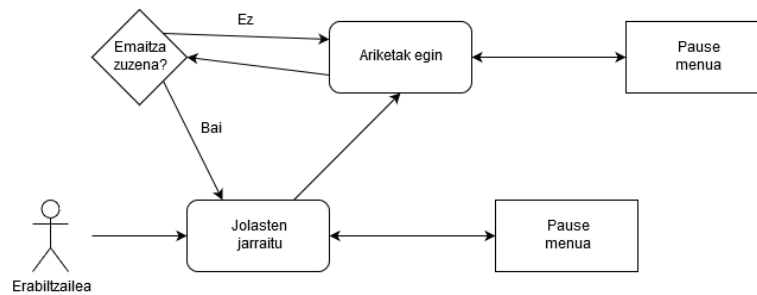 Ez
Emaitza
zuzena?
Ariketak egin
Pause
menua
Bai
Jolasten
jarraitu
Pause
menua
Erabiltzailea